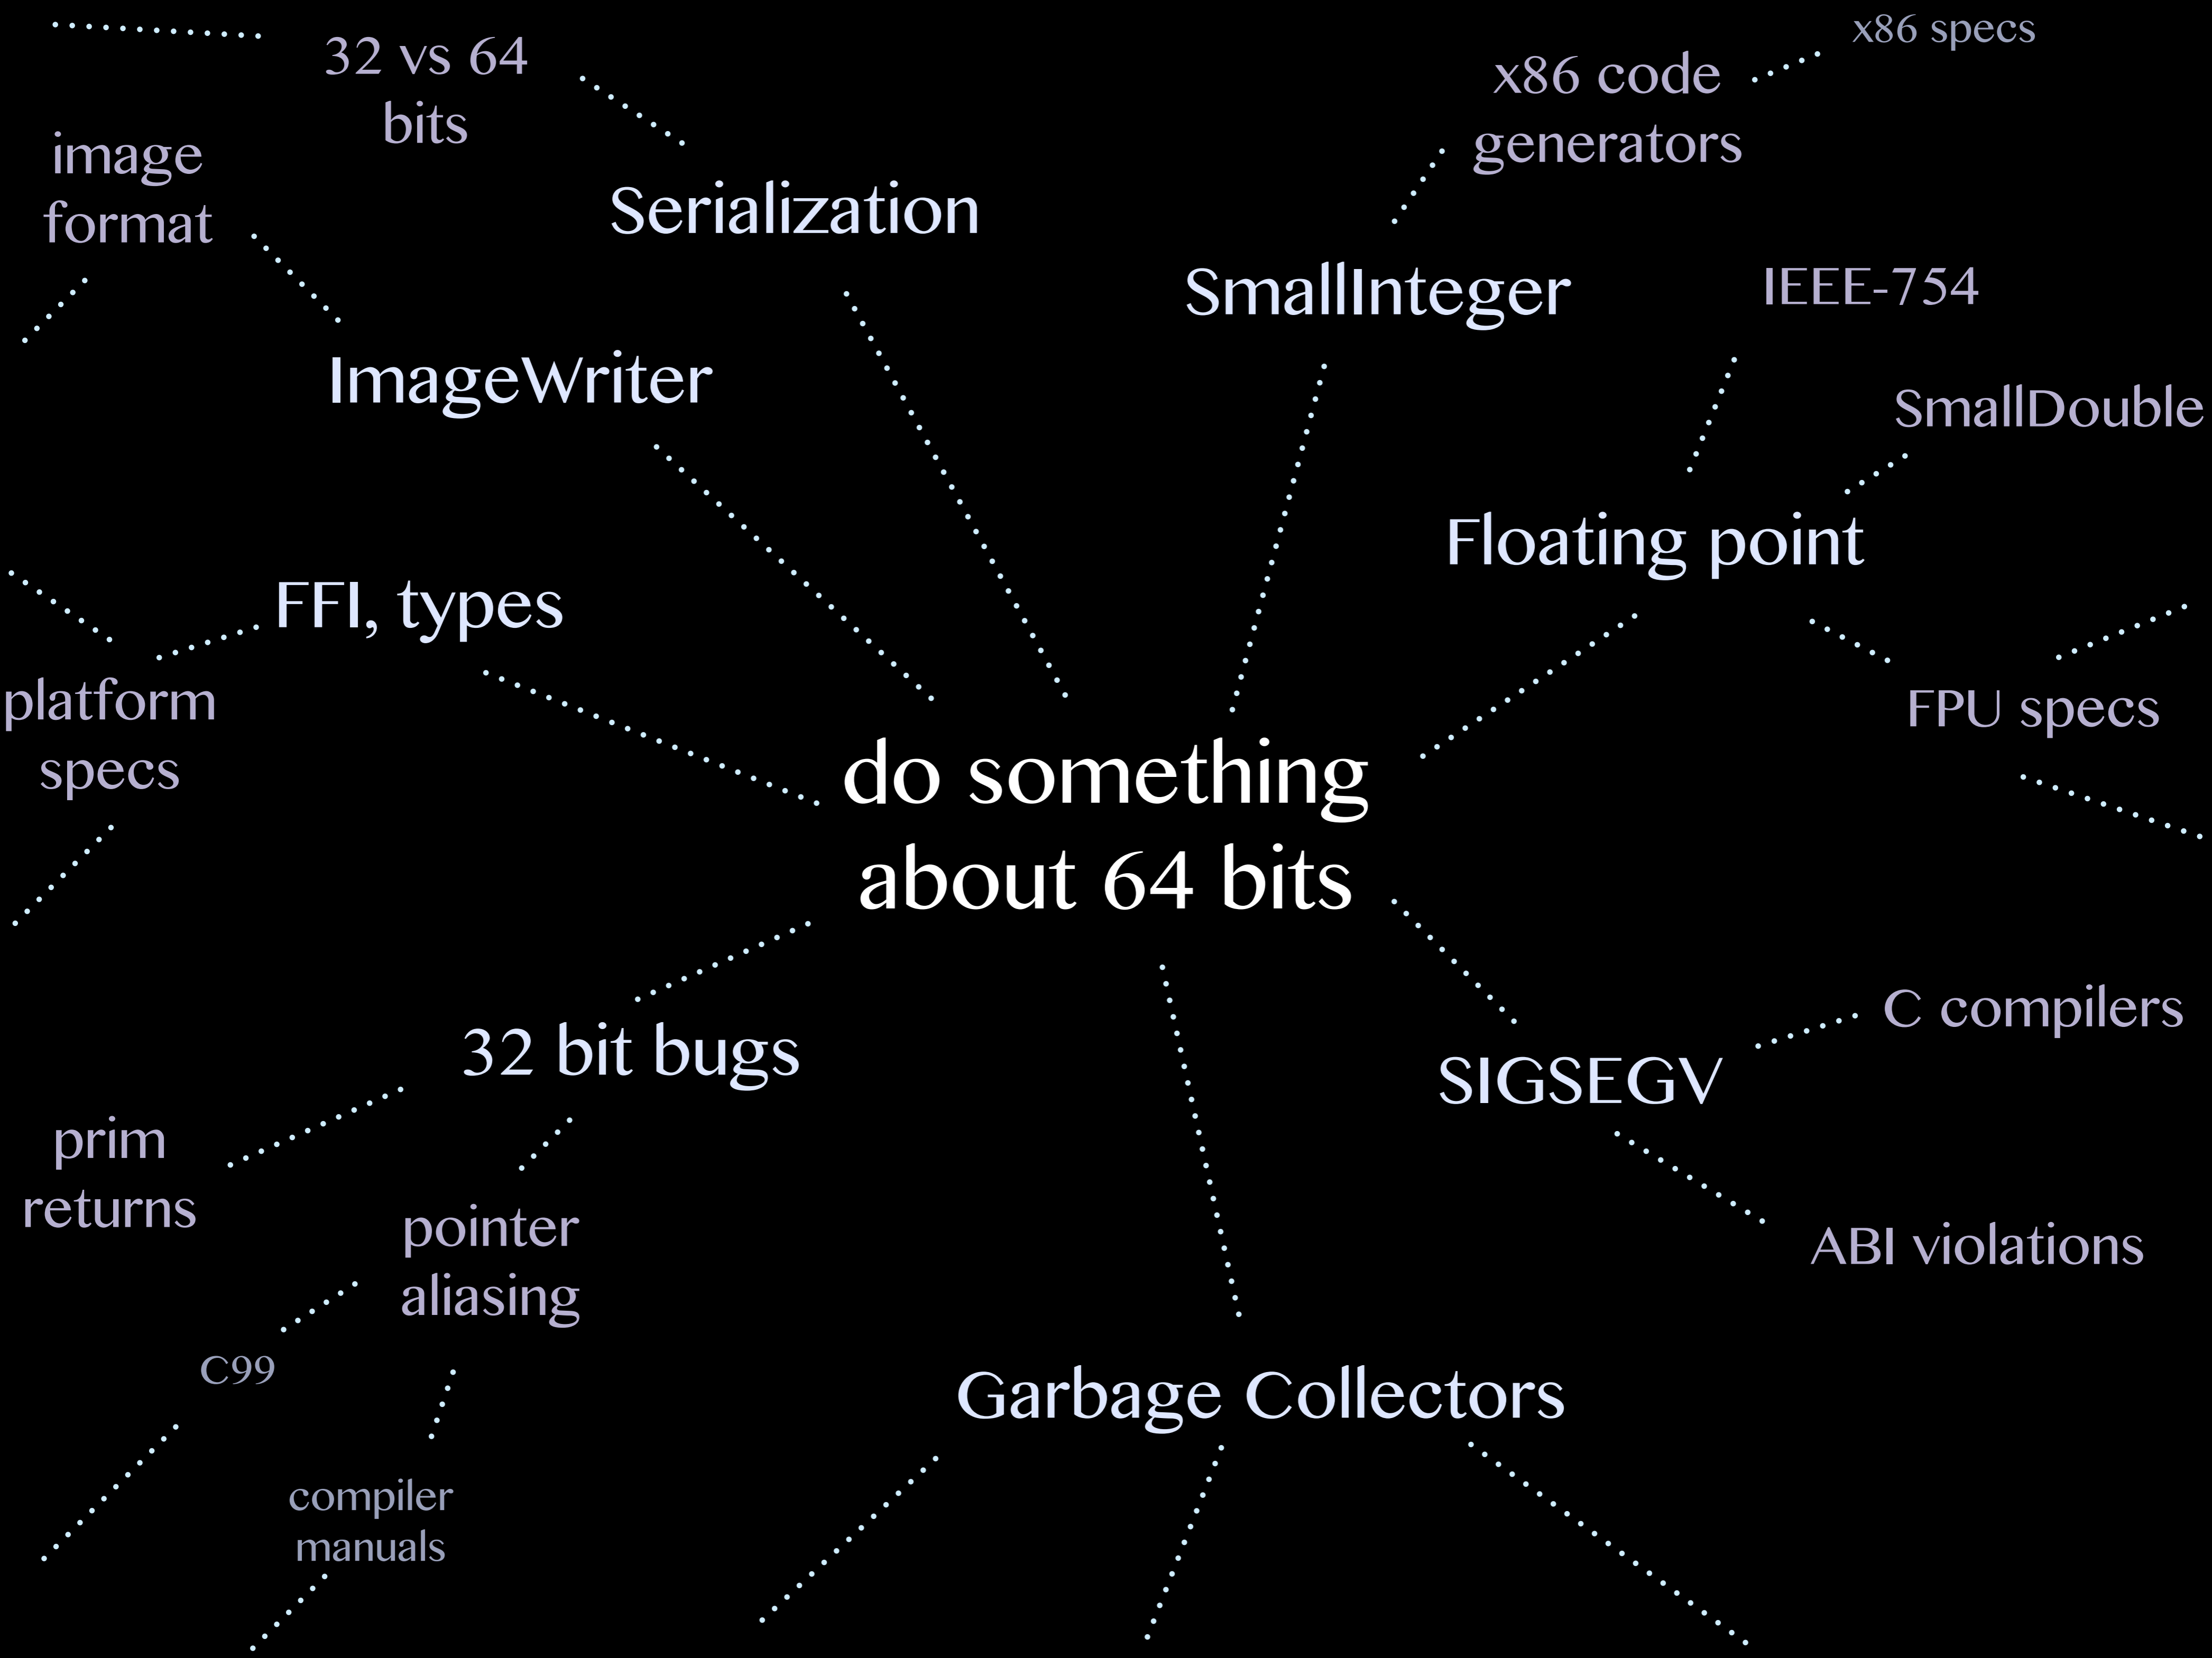 x86 specs
32 vs 64
bits
x86 code
generators
image
format
Serialization
SmallInteger
IEEE-754
ImageWriter
SmallDouble
Floating point
FFI, types
platform
specs
FPU specs
do something
about 64 bits
C compilers
32 bit bugs
SIGSEGV
prim
returns
pointer
aliasing
ABI violations
C99
Garbage Collectors
compiler
manuals